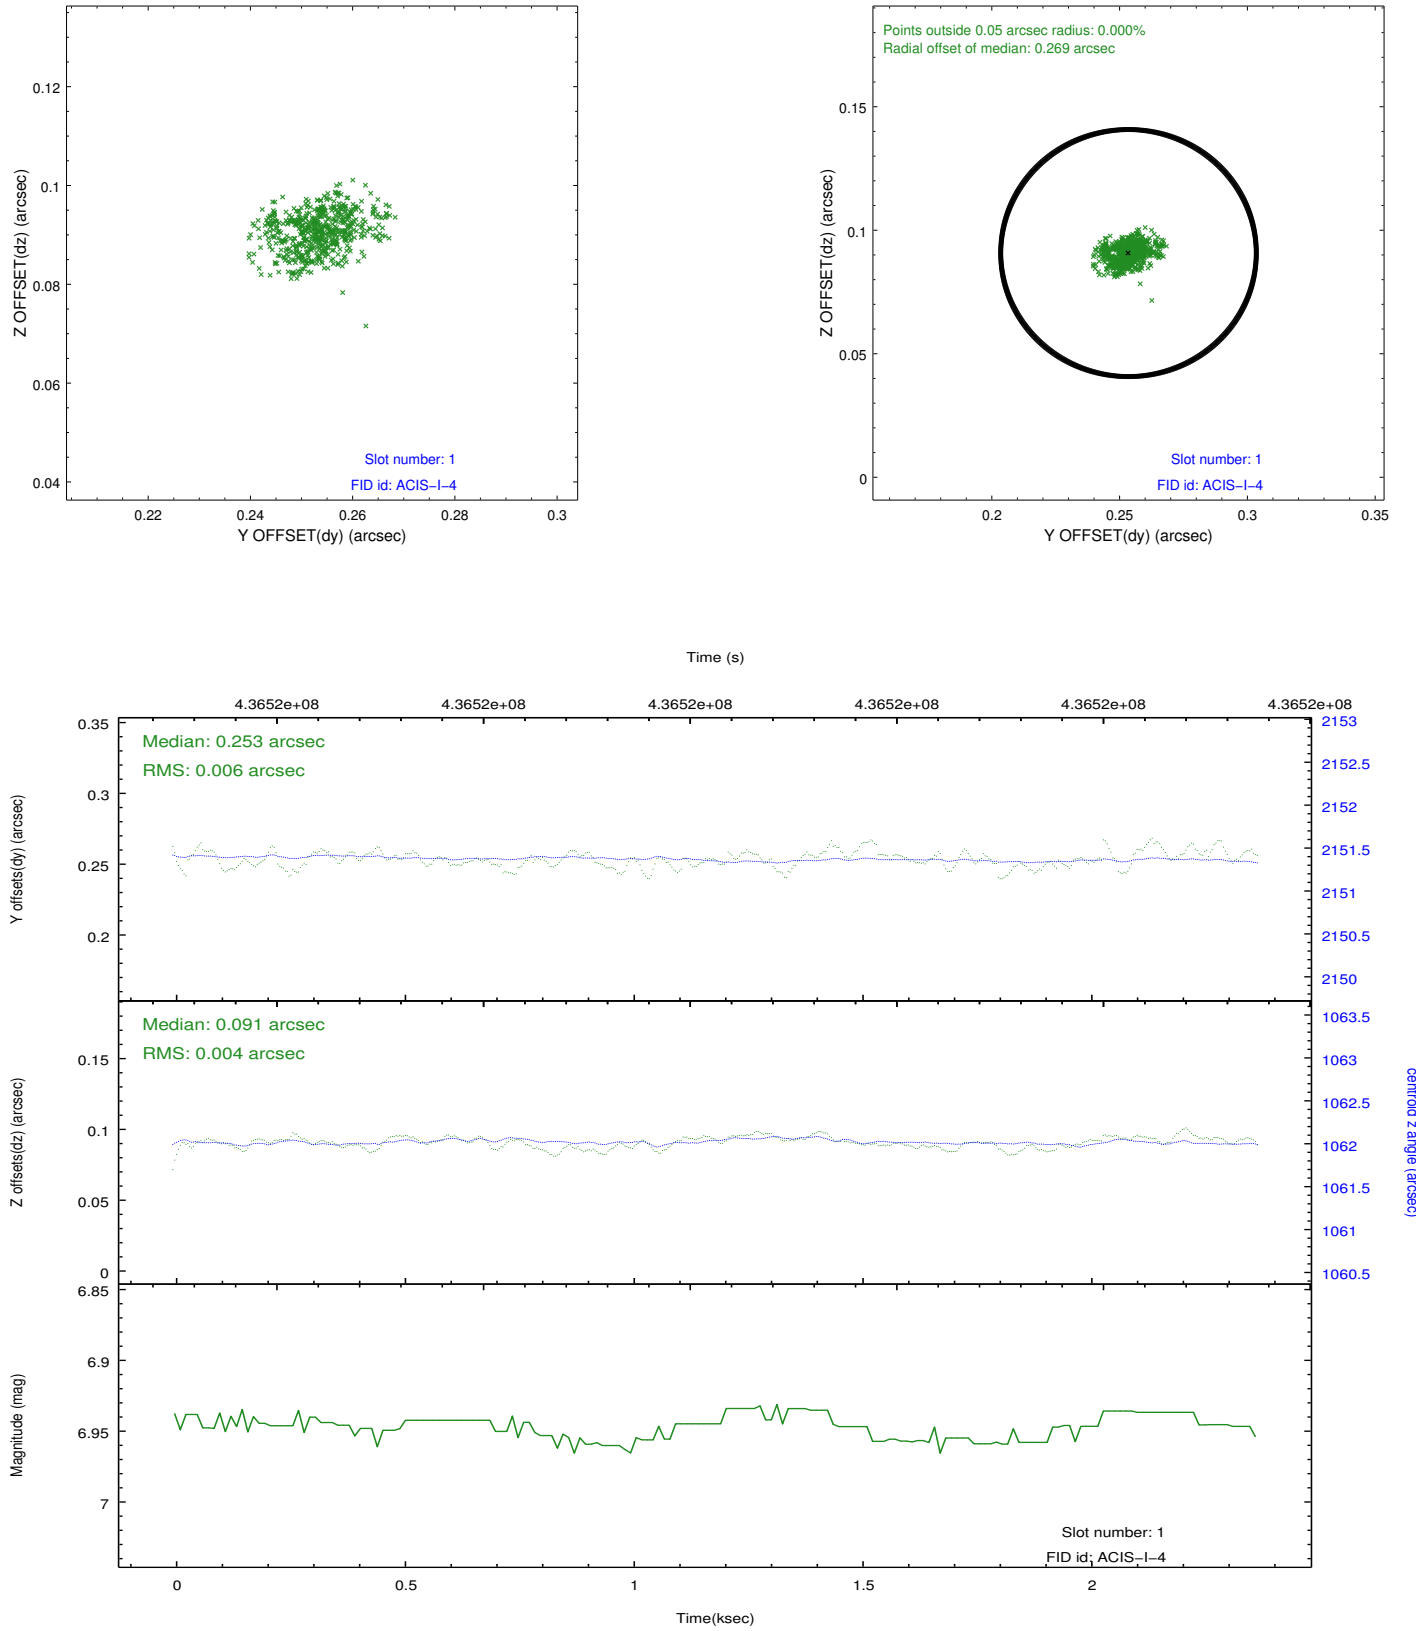 0.12
0.1
0.08
0.06
0.04
Z OFFSET(dz) (arcsec)
0.22
0.24
0.26
0.28
0.3
Y OFFSET(dy) (arcsec)
Slot number: 1
FID id: ACIS−I−4
Points outside 0.05 arcsec radius: 0.000%
Radial offset of median: 0.269 arcsec
0.15
0.1
0.05
0
Z OFFSET(dz) (arcsec)
0.2
0.25
0.3
0.35
Y OFFSET(dy) (arcsec)
Slot number: 1
FID id: ACIS−I−4
Time (s)
4.3652e+08
4.3652e+08
4.3652e+08
4.3652e+08
4.3652e+08
4.3652e+08
Median: 0.253 arcsec
RMS: 0.006 arcsec
0.35
0.3
0.25
0.2
Y offsets(dy) (arcsec)
2153
2152.5
2152
2151.5
2151
2150.5
2150
Median: 0.091 arcsec
RMS: 0.004 arcsec
0.15
0.1
0.05
0
Z offsets(dz) (arcsec)
1063.5
1063
1062.5
1062
1061.5
1061
1060.5
centroid z angle (arcsec)
6.85
6.9
6.95
7
Magnitude (mag)
Slot number: 1
FID id: ACIS−I−4
0
0.5
1
1.5
2
Time(ksec)